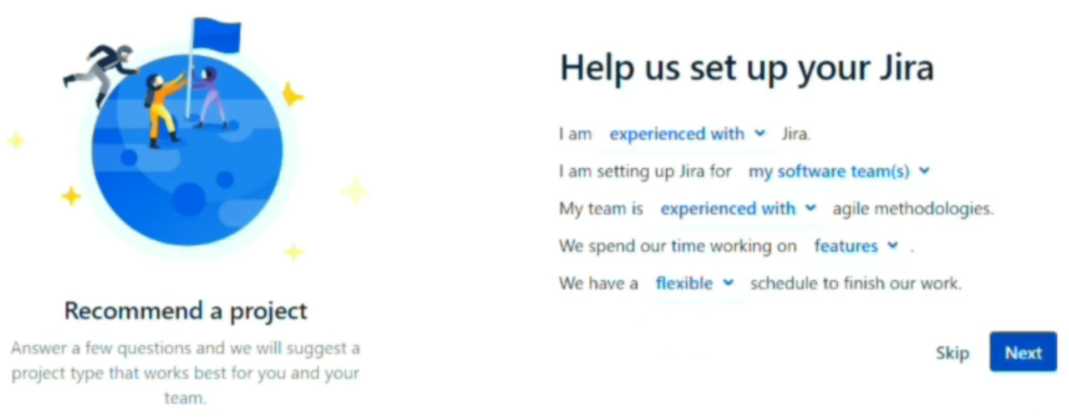 Recommend a project
Answer a few questions and we will suggest a
project type that works best for you and your
team.
Help us set up your Jira
I am experienced with Jira.
I am setting up Jira for my software team(s)
My team is experienced with agile methodologies.
We spend our time working on features .
We have a flexible schedule to finish our work.
Skip Next